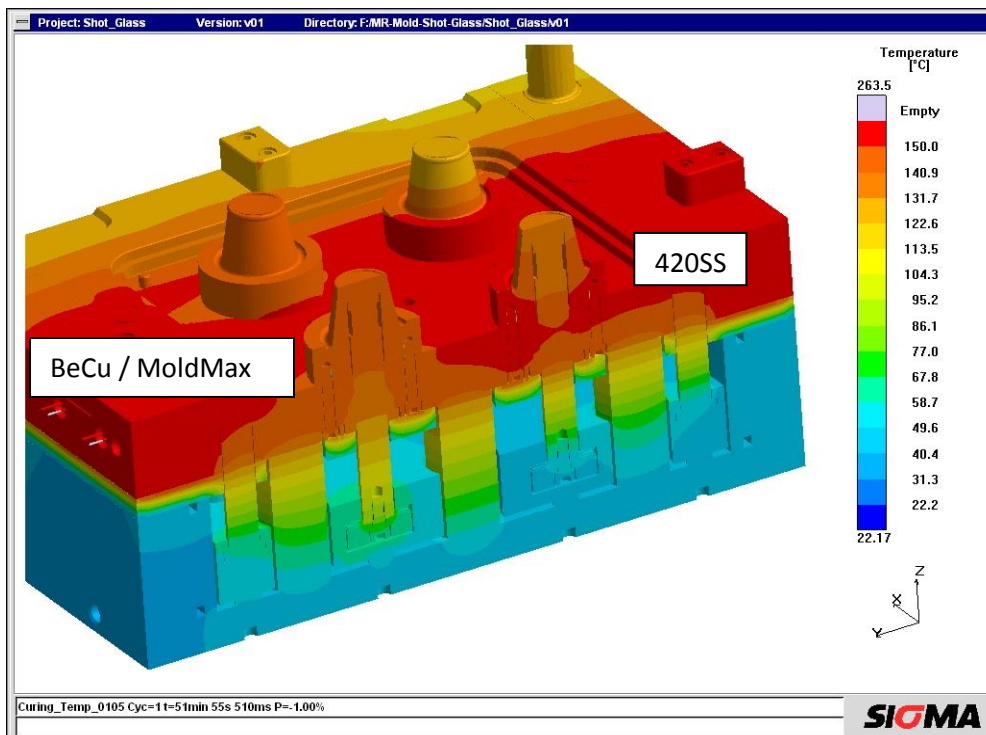 Project: Shot_Glass Version: v01 Directory: F:/MR-Mold-Shot-Glass/Shot_Glass/v01
Temperature
[°C]
263.5
Empty
150.0
140.9
131.7
122.6
113.5
104.3
95.2
86.1
77.0
67.8
58.7
49.6
40.4
31.3
22.2
22.17
420SS
BeCu / MoldMax
Z
X
Y
Curing_Temp_0105 Cyc=1 t=51min 55s 510ms P=-1.00%
SIGMA